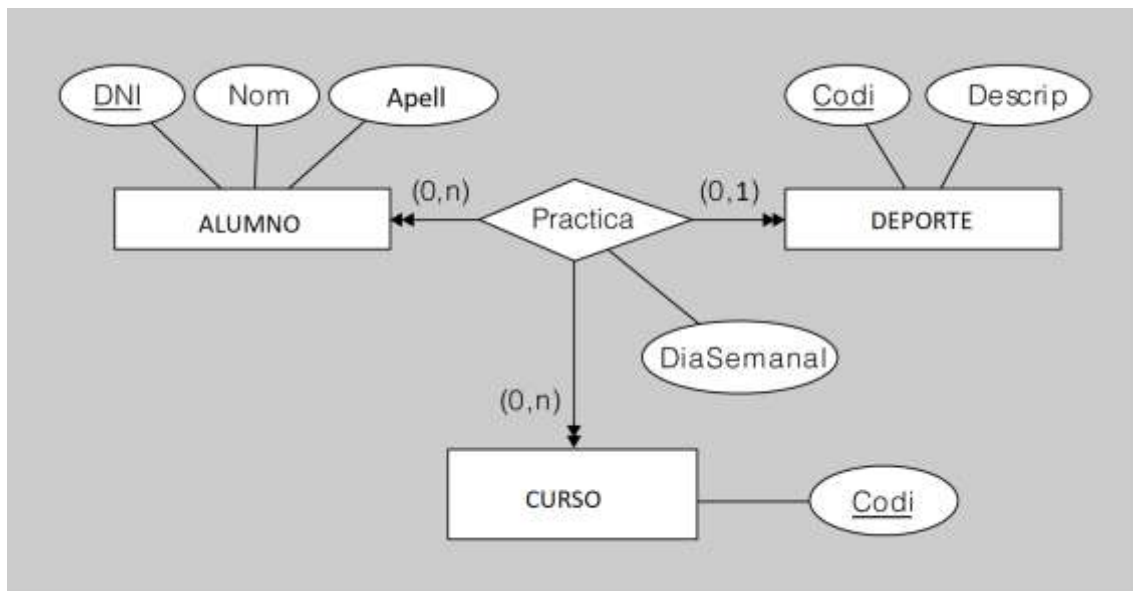 DNI
Nom
Apell
Codi
Descrip
(0,n)
(0,1)
ALUMNO
Practica
DEPORTE
DiaSemanal
(0,n)
CURSO
Codi